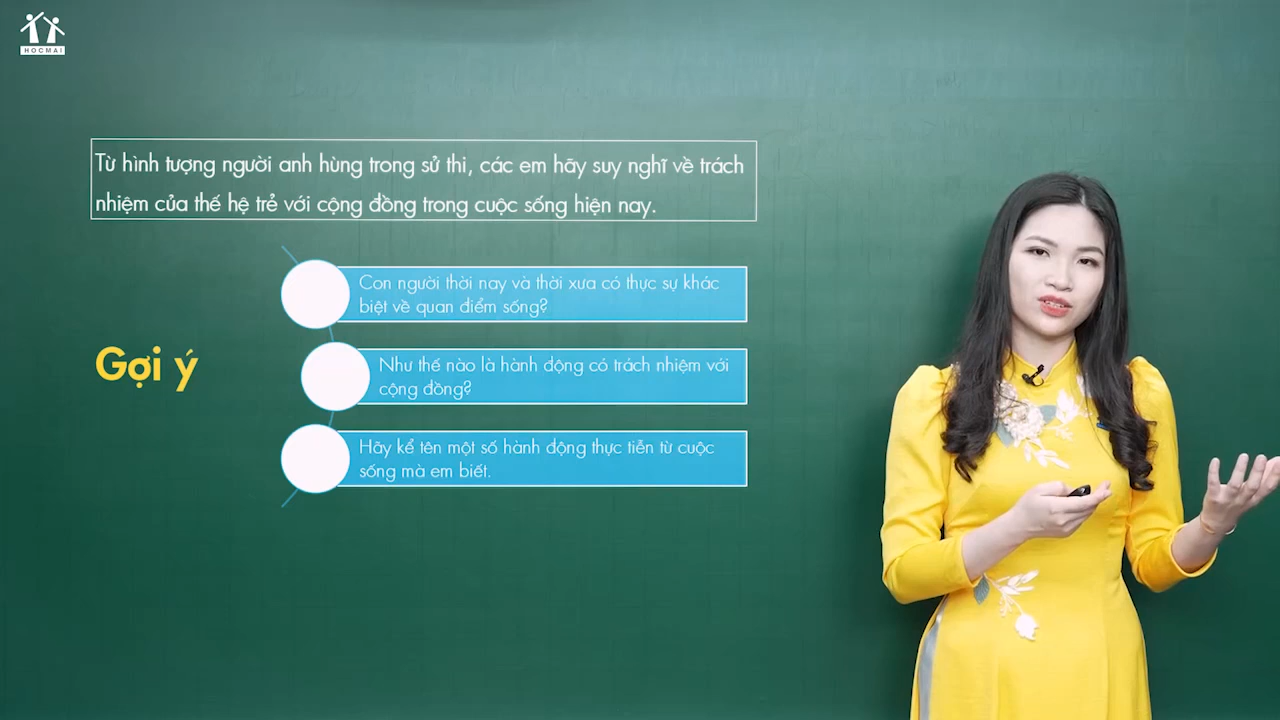 HOCMAI
Từ hình tượng người anh hùng trong sử thi, các em hãy suy nghĩ về trách
nhiệm của thế hệ trẻ với cộng đồng trong cuộc sống hiện nay.
Gợi ý
Con người thời nay và thời xưa có thực sự khác
biệt về quan điểm sống?
Như thế nào là hành động có trách nhiệm với
cộng đồng?
Hãy kể tên một số hành động thực tiễn từ cuộc
sống mà em biết.